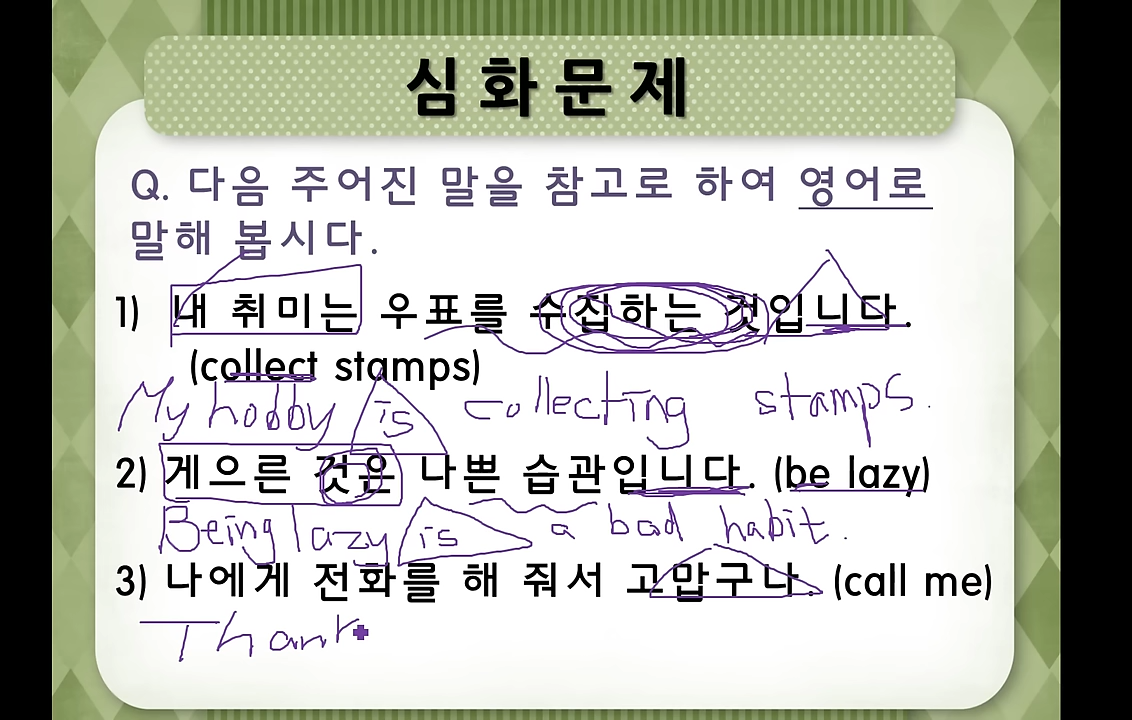 심화문제
Q. 다음 주어진 말을 참고로 하여 영어로
말해 봅시다.
1) 내 취미는 우표를 수집하는 것입니다.
(collect stamps)
My hobby is collecting stamps.
2) 게으른 것은 나쁜 습관입니다. (be lazy)
Being lazy is a bad habit.
3) 나에게 전화를 해 줘서 고맙구나. (call me)
Thank